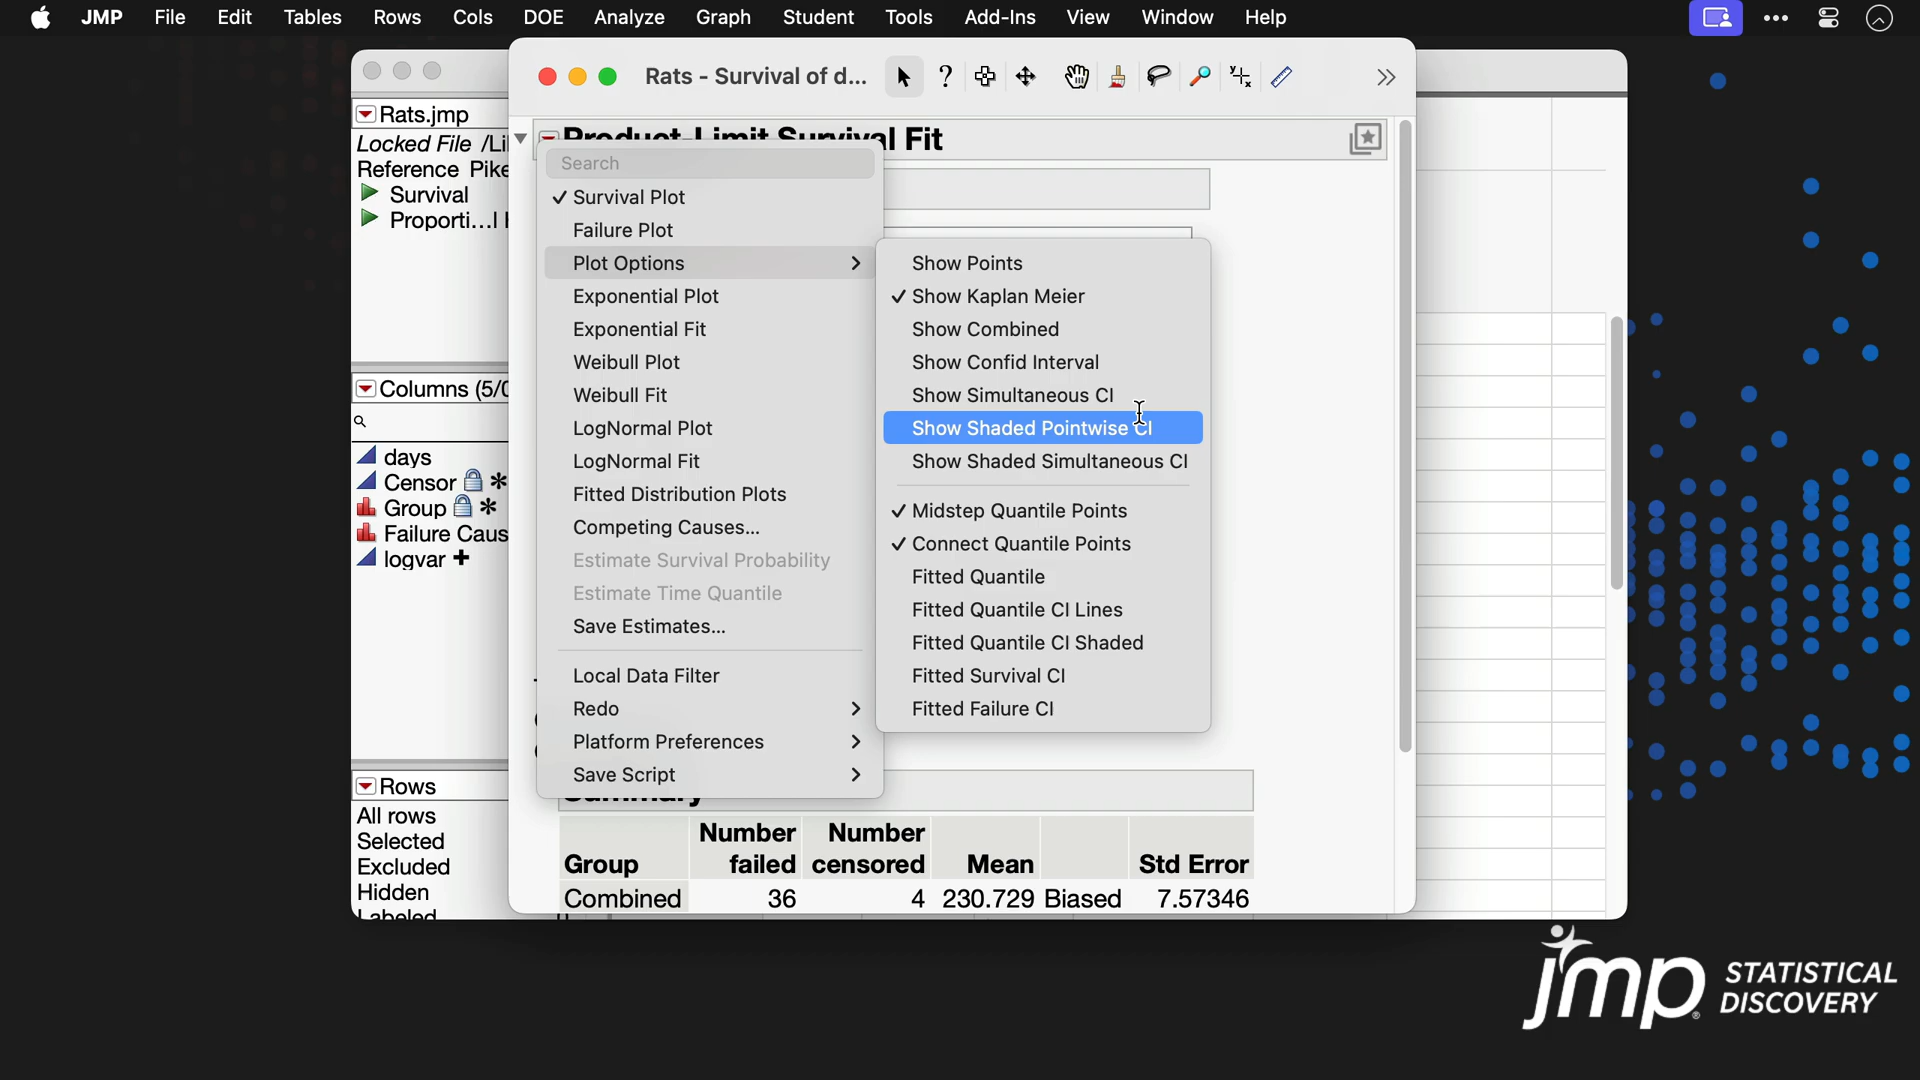 JMP File Edit Tables Rows Cols DOE Analyze Graph Student Tools Add-Ins View Window Help
Rats - Survival of d...
Rats.jmp
Locked File /Li
Reference Pike
Survival
Proporti...l
Columns (5/0
days
Censor
Group
Failure Caus
logvar
Rows
All rows
Selected
Excluded
Hidden
Labeled
Product-Limit Survival Fit
Search
Survival Plot
Failure Plot
Plot Options
Exponential Plot
Exponential Fit
Weibull Plot
Weibull Fit
LogNormal Plot
LogNormal Fit
Fitted Distribution Plots
Competing Causes...
Estimate Survival Probability
Estimate Time Quantile
Save Estimates...
Local Data Filter
Redo
Platform Preferences
Save Script
Show Points
Show Kaplan Meier
Show Combined
Show Confid Interval
Show Simultaneous CI
Show Shaded Pointwise CI
Show Shaded Simultaneous CI
Midstep Quantile Points
Connect Quantile Points
Fitted Quantile
Fitted Quantile CI Lines
Fitted Quantile CI Shaded
Fitted Survival CI
Fitted Failure CI
Summary
Group Number failed Number censored Mean Std Error
Combined 36 4 230.729 Biased 7.57346
jmp STATISTICAL
DISCOVERY